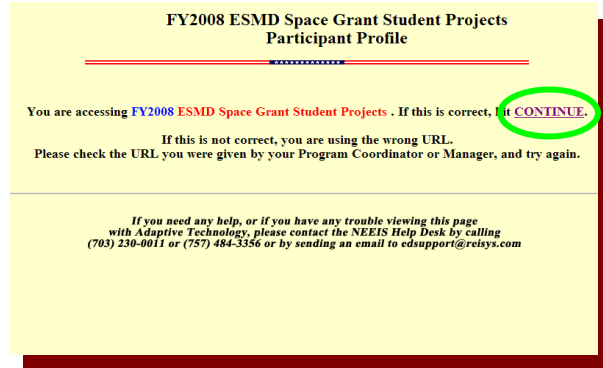 FY2008 ESMD Space Grant Student Projects
Participant Profile
You are accessing FY2008 ESMD Space Grant Student Projects . If this is correct, hit CONTINUE.
If this is not correct, you are using the wrong URL.
Please check the URL you were given by your Program Coordinator or Manager, and try again.
If you need any help, or if you have any trouble viewing this page
with Adaptive Technology, please contact the NEEIS Help Desk by calling
(703) 230-0011 or (757) 484-3356 or by sending an email to edsupport@reisys.com